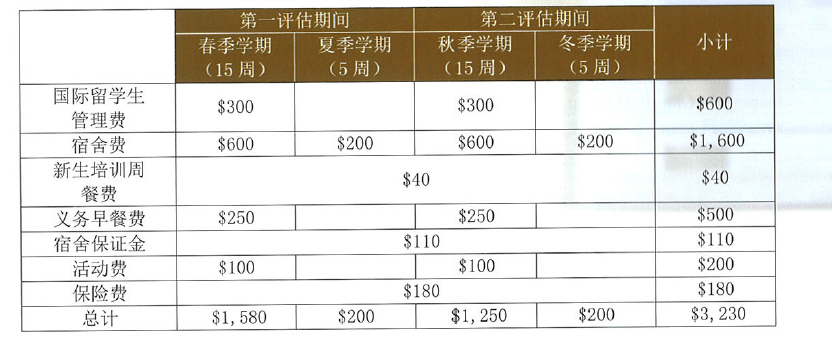 第一评估期间 第二评估期间 小计
春季学期 夏季学期 秋季学期 冬季学期
（15 周） （5 周） （15 周） （5 周）
国际留学生
管理费 $300 $300 $600
宿舍费 $600 $200 $600 $200 $1,600
新生培训周
餐费 $40 $40
义务早餐费 $250 $250 $500
宿舍保证金 $110 $110
活动费 $100 $100 $200
保险费 $180 $180
总计 $1,580 $200 $1,250 $200 $3,230